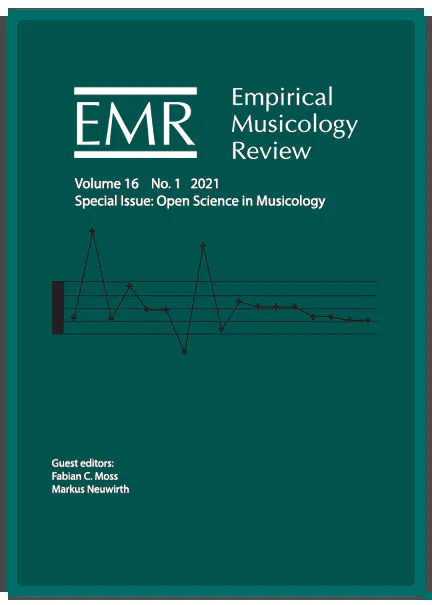 EMR
Empirical
Musicology
Review
Volume 16 No. 1 2021
Special Issue: Open Science in Musicology
Guest editors:
Fabian C. Moss
Markus Neuwirth